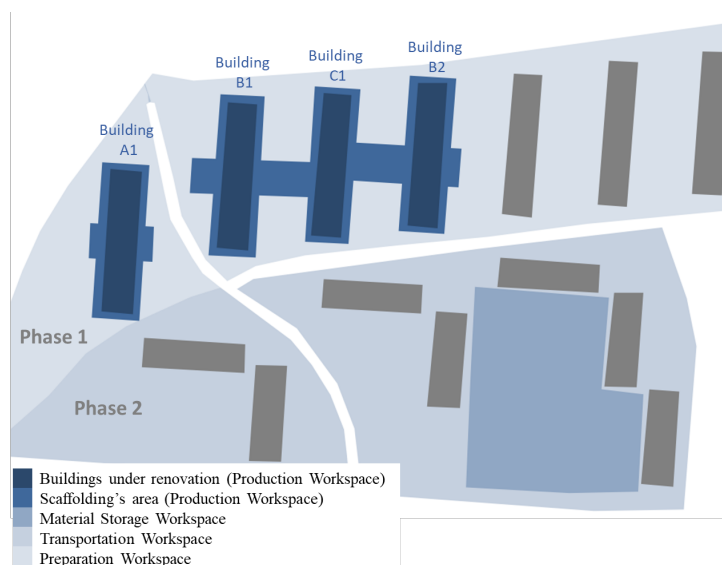 Building
B2
Building
C1
Building
B1
Building
A1
Phase 1
Phase 2
Buildings under renovation (Production Workspace)
Scaffolding's area (Production Workspace)
Material Storage Workspace
Transportation Workspace
Preparation Workspace